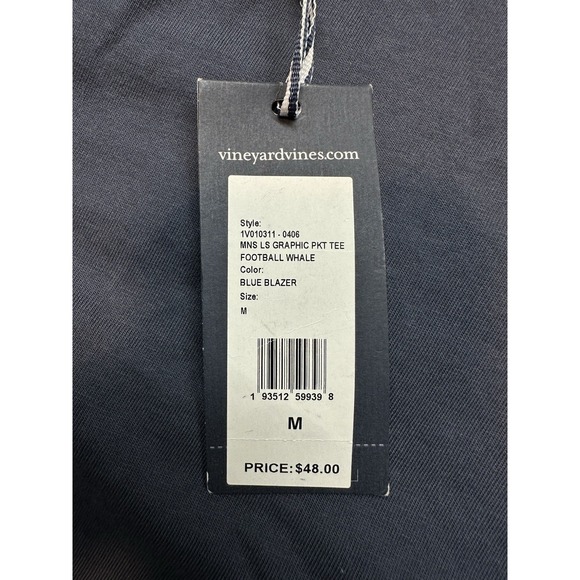 vineyardvines.com
Style:
1V010311 - 0406
MNS LS GRAPHIC PKT TEE
FOOTBALL WHALE
Color:
BLUE BLAZER
Size:
M
1 93512 59939 8
M
PRICE:$48.00